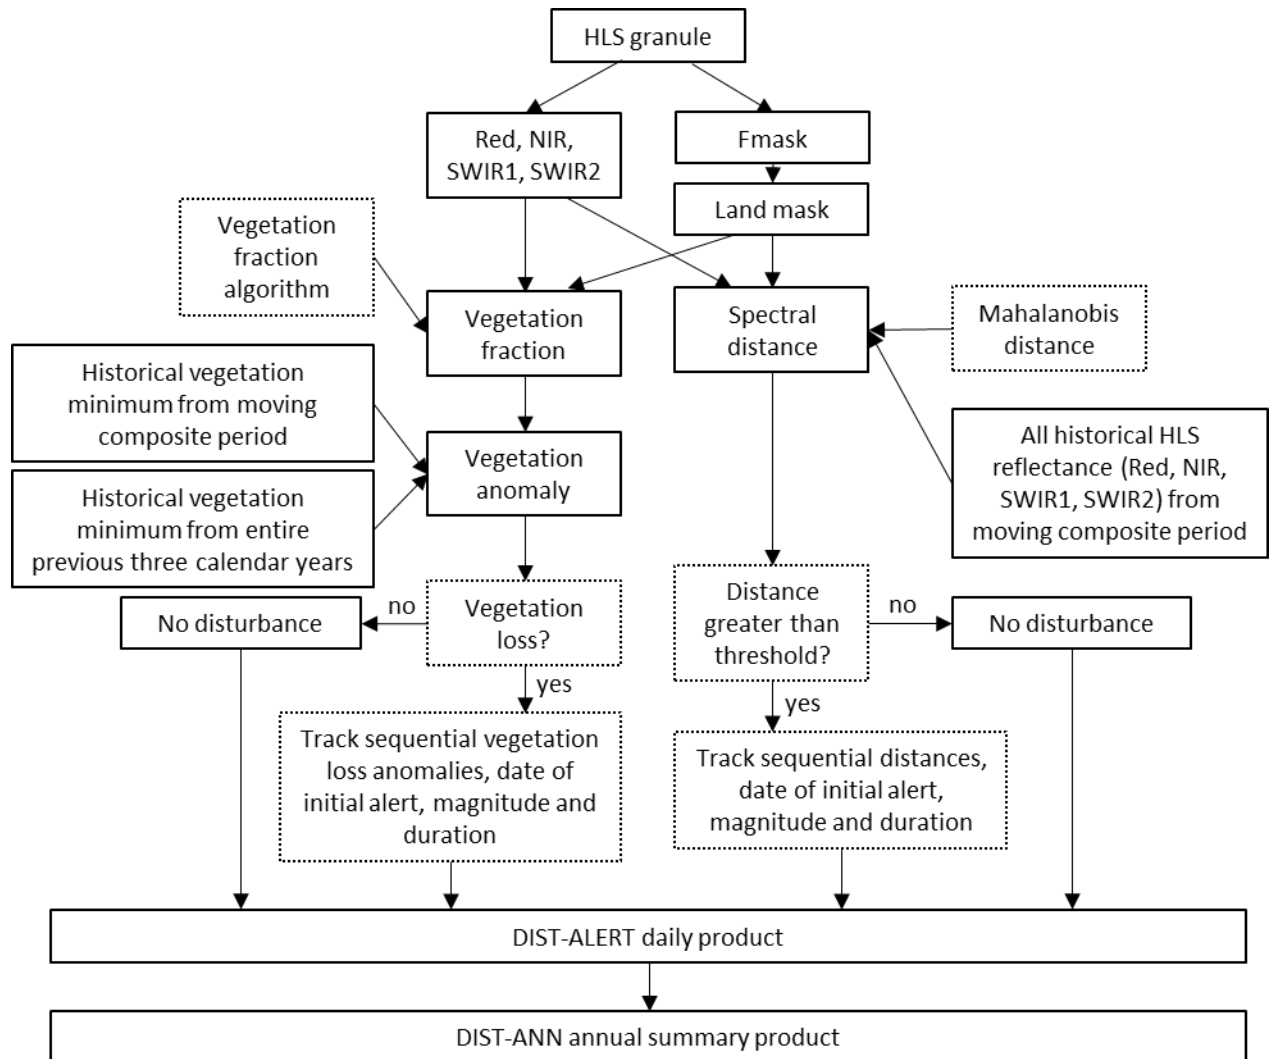 HLS granule
Red, NIR,
SWIR1, SWIR2
Fmask
Land mask
Vegetation
fraction
algorithm
Vegetation
fraction
Spectral
distance
Mahalanobis
distance
Historical vegetation
minimum from moving
composite period
Vegetation
anomaly
All historical HLS
reflectance (Red, NIR,
SWIR1, SWIR2) from
moving composite period
Historical vegetation
minimum from entire
previous three calendar years
No disturbance
no
Vegetation
loss?
Distance
greater than
threshold?
no
No disturbance
yes
yes
Track sequential vegetation
loss anomalies, date of
initial alert, magnitude and
duration
Track sequential distances,
date of initial alert,
magnitude and duration
DIST-ALERT daily product
DIST-ANN annual summary product